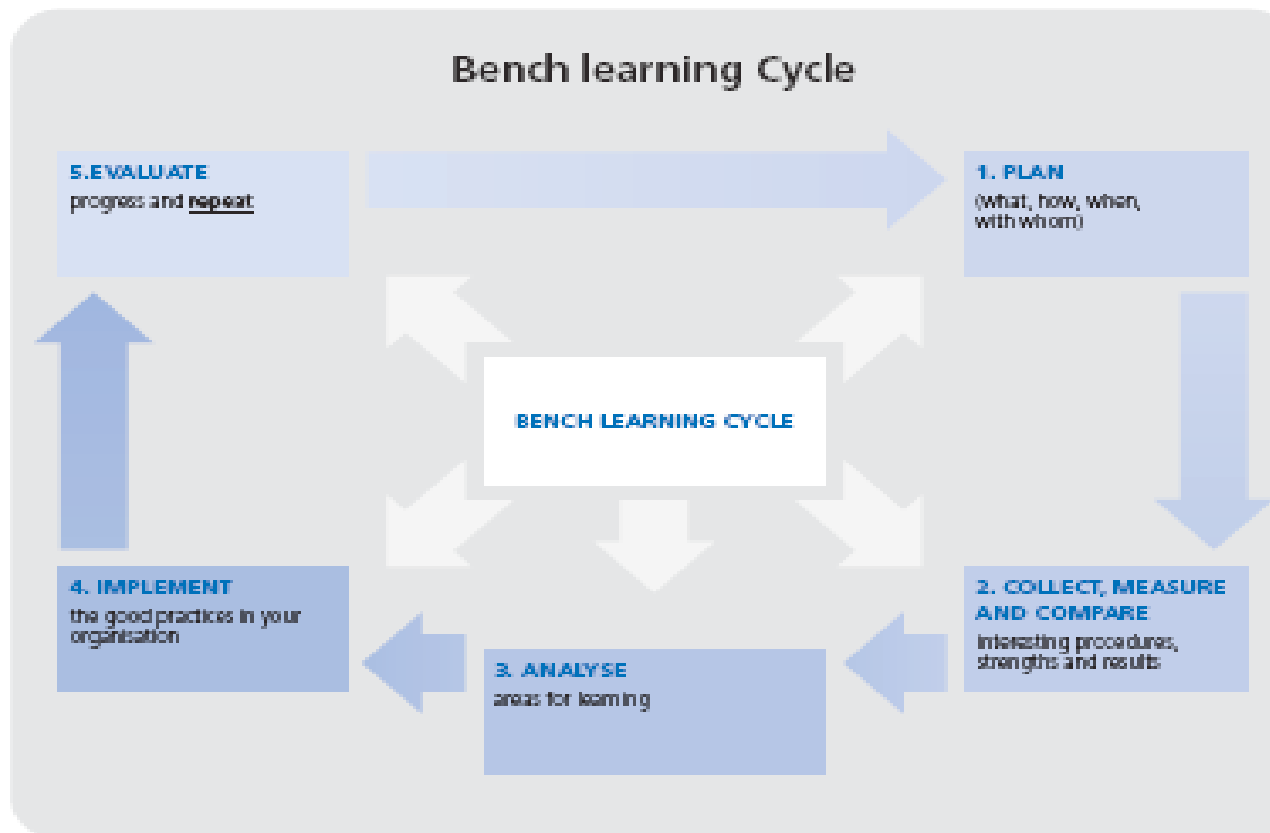 Bench learning Cycle
5.EVALUATE
progress and repeat
1. PLAN
(what, how, when,
with whom)
BENCH LEARNING CYCLE
4. IMPLEMENT
the good practices in your
organisation
3. ANALYSE
areas for learning
2. COLLECT, MEASURE
AND COMPARE
interesting procedures,
strengths and results